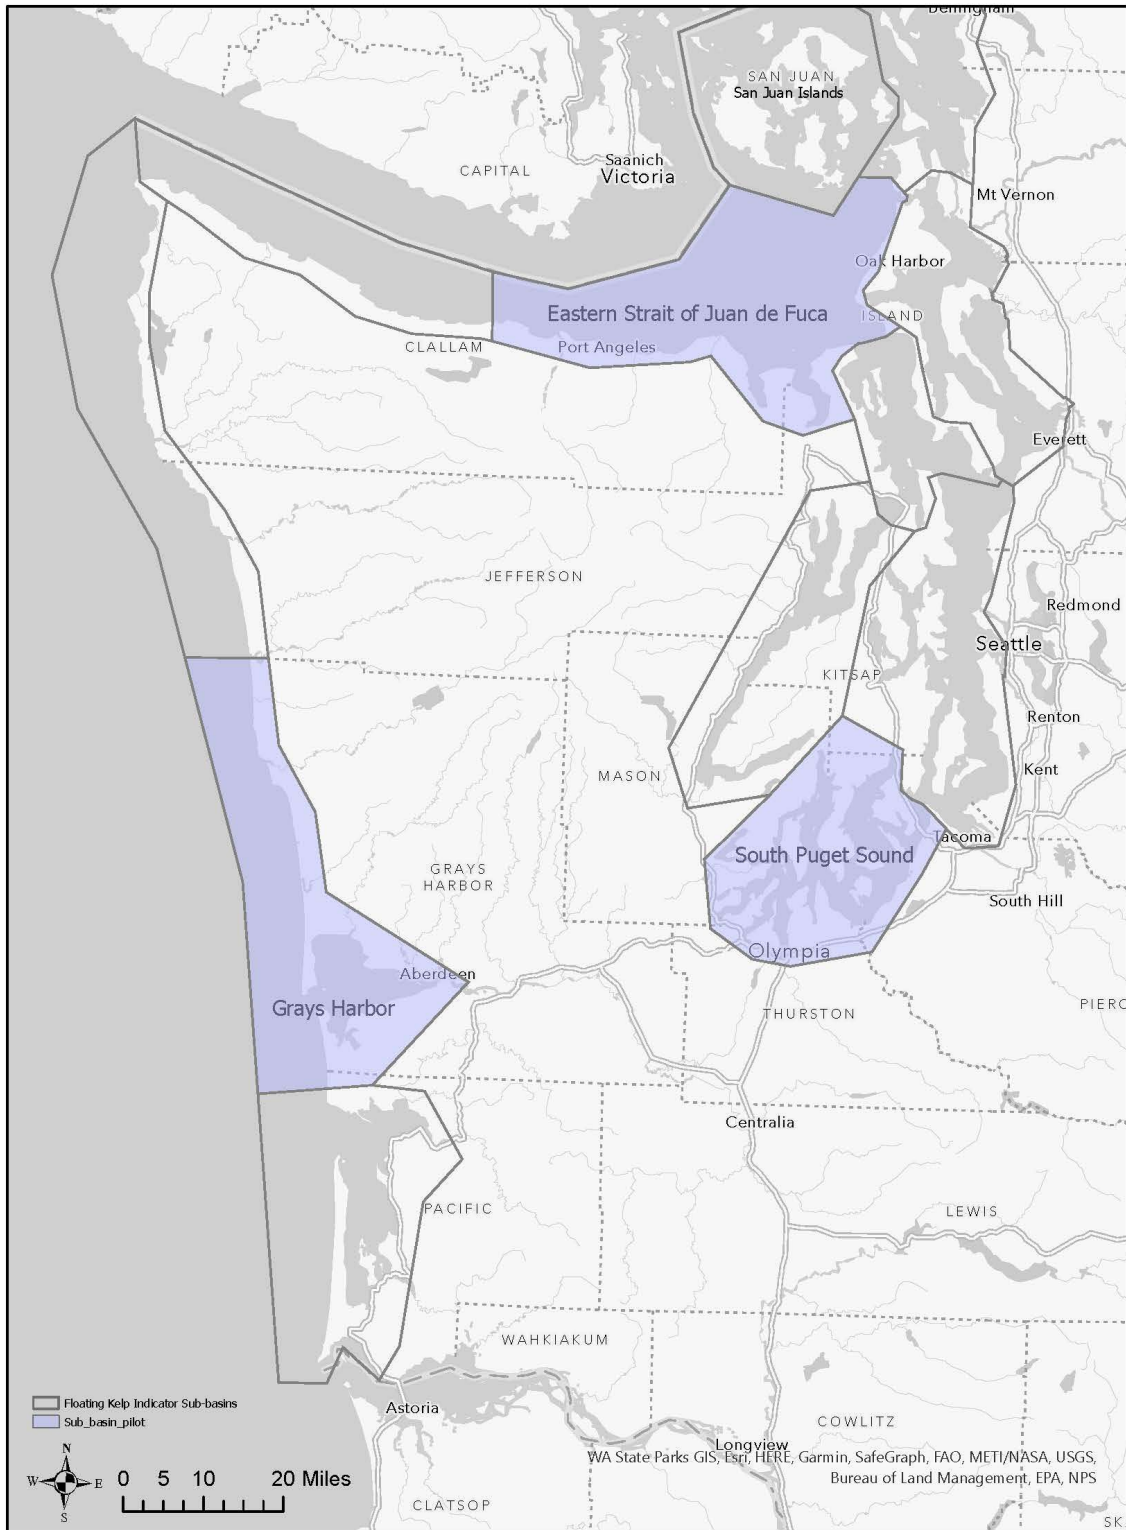 Bellingham
SAN JUAN
San Juan Islands
Saanich
Victoria
CAPITAL
Mt Vernon
Oak Harbor
Eastern Strait of Juan de Fuca
ISLAND
Port Angeles
CLALLAM
Everett
JEFFERSON
Redmond
Seattle
KITSAP
Renton
Kent
MASON
Tacoma
South Puget Sound
GRAYS
HARBOR
South Hill
Olympia
Aberdeen
Grays Harbor
PIERC
THURSTON
Centralia
PACIFIC
LEWIS
WAHKIAKUM
Floating Kelp Indicator Sub-basins
Sub_basin_pilot
Astoria
COWLITZ
Longview
WA State Parks GIS, Esri, HERE, Garmin, SafeGraph, FAO, METI/NASA, USGS,
Bureau of Land Management, EPA, NPS
N
W E
S
0 5 10 20 Miles
CLATSOP
SK